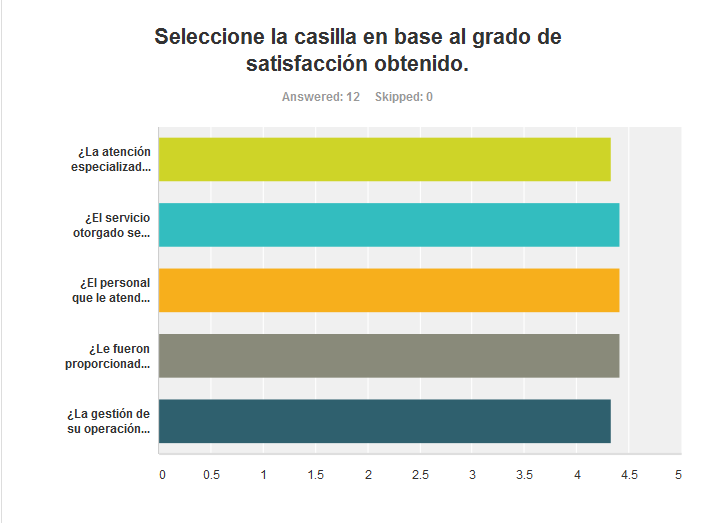 Seleccione la casilla en base al grado de
satisfacción obtenido.
Answered: 12 Skipped: 0
¿La atención
especializad...
¿El servicio
otorgado se...
¿El personal
que le atend...
¿Le fueron
proporcionad...
¿La gestión de
su operación...
0 0.5 1 1.5 2 2.5 3 3.5 4 4.5 5